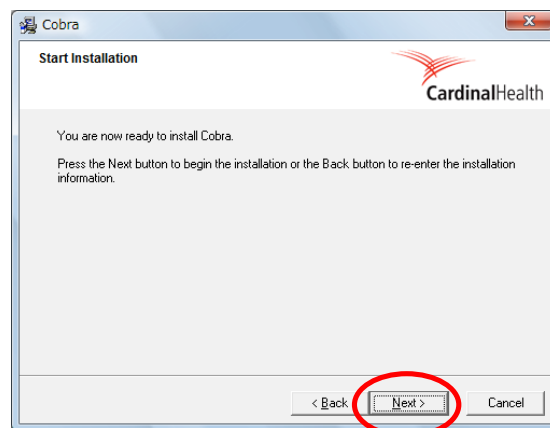 Cobra
Start Installation
CardinalHealth
You are now ready to install Cobra.
Press the Next button to begin the installation or the Back button to re-enter the installation
information.
< Back
Next >
Cancel